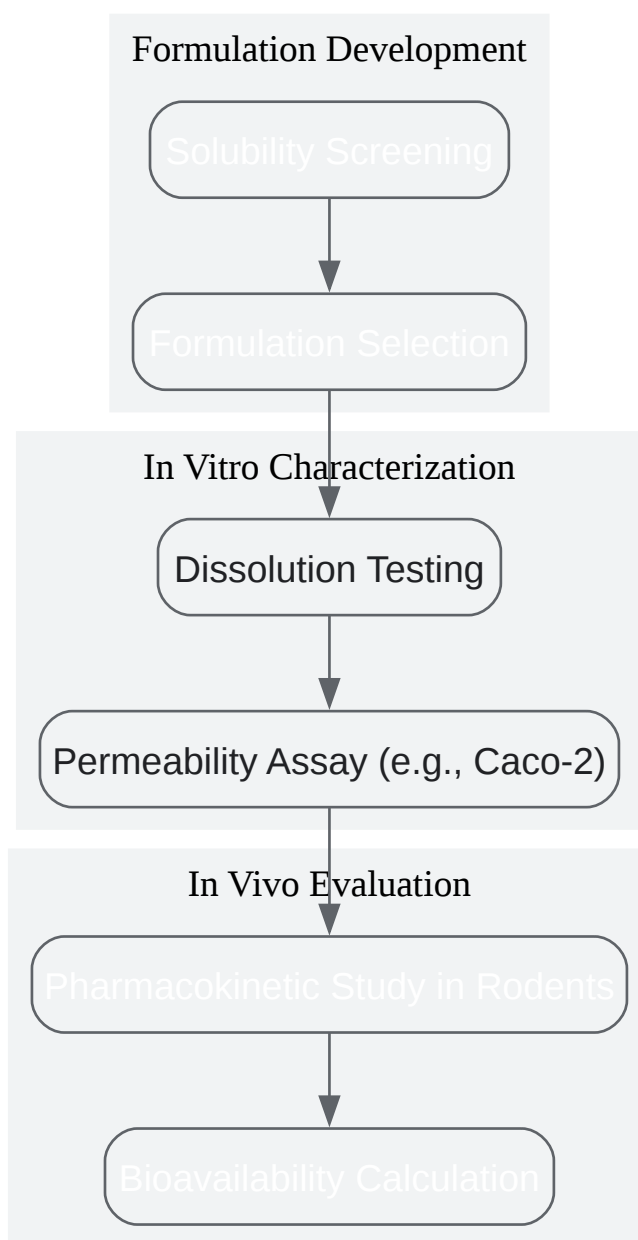 Formulation Development
Solubility Screening
Formulation Selection
In Vitro Characterization
Dissolution Testing
Permeability Assay (e.g., Caco-2)
In Vivo Evaluation
Pharmacokinetic Study in Rodents
Bioavailability Calculation